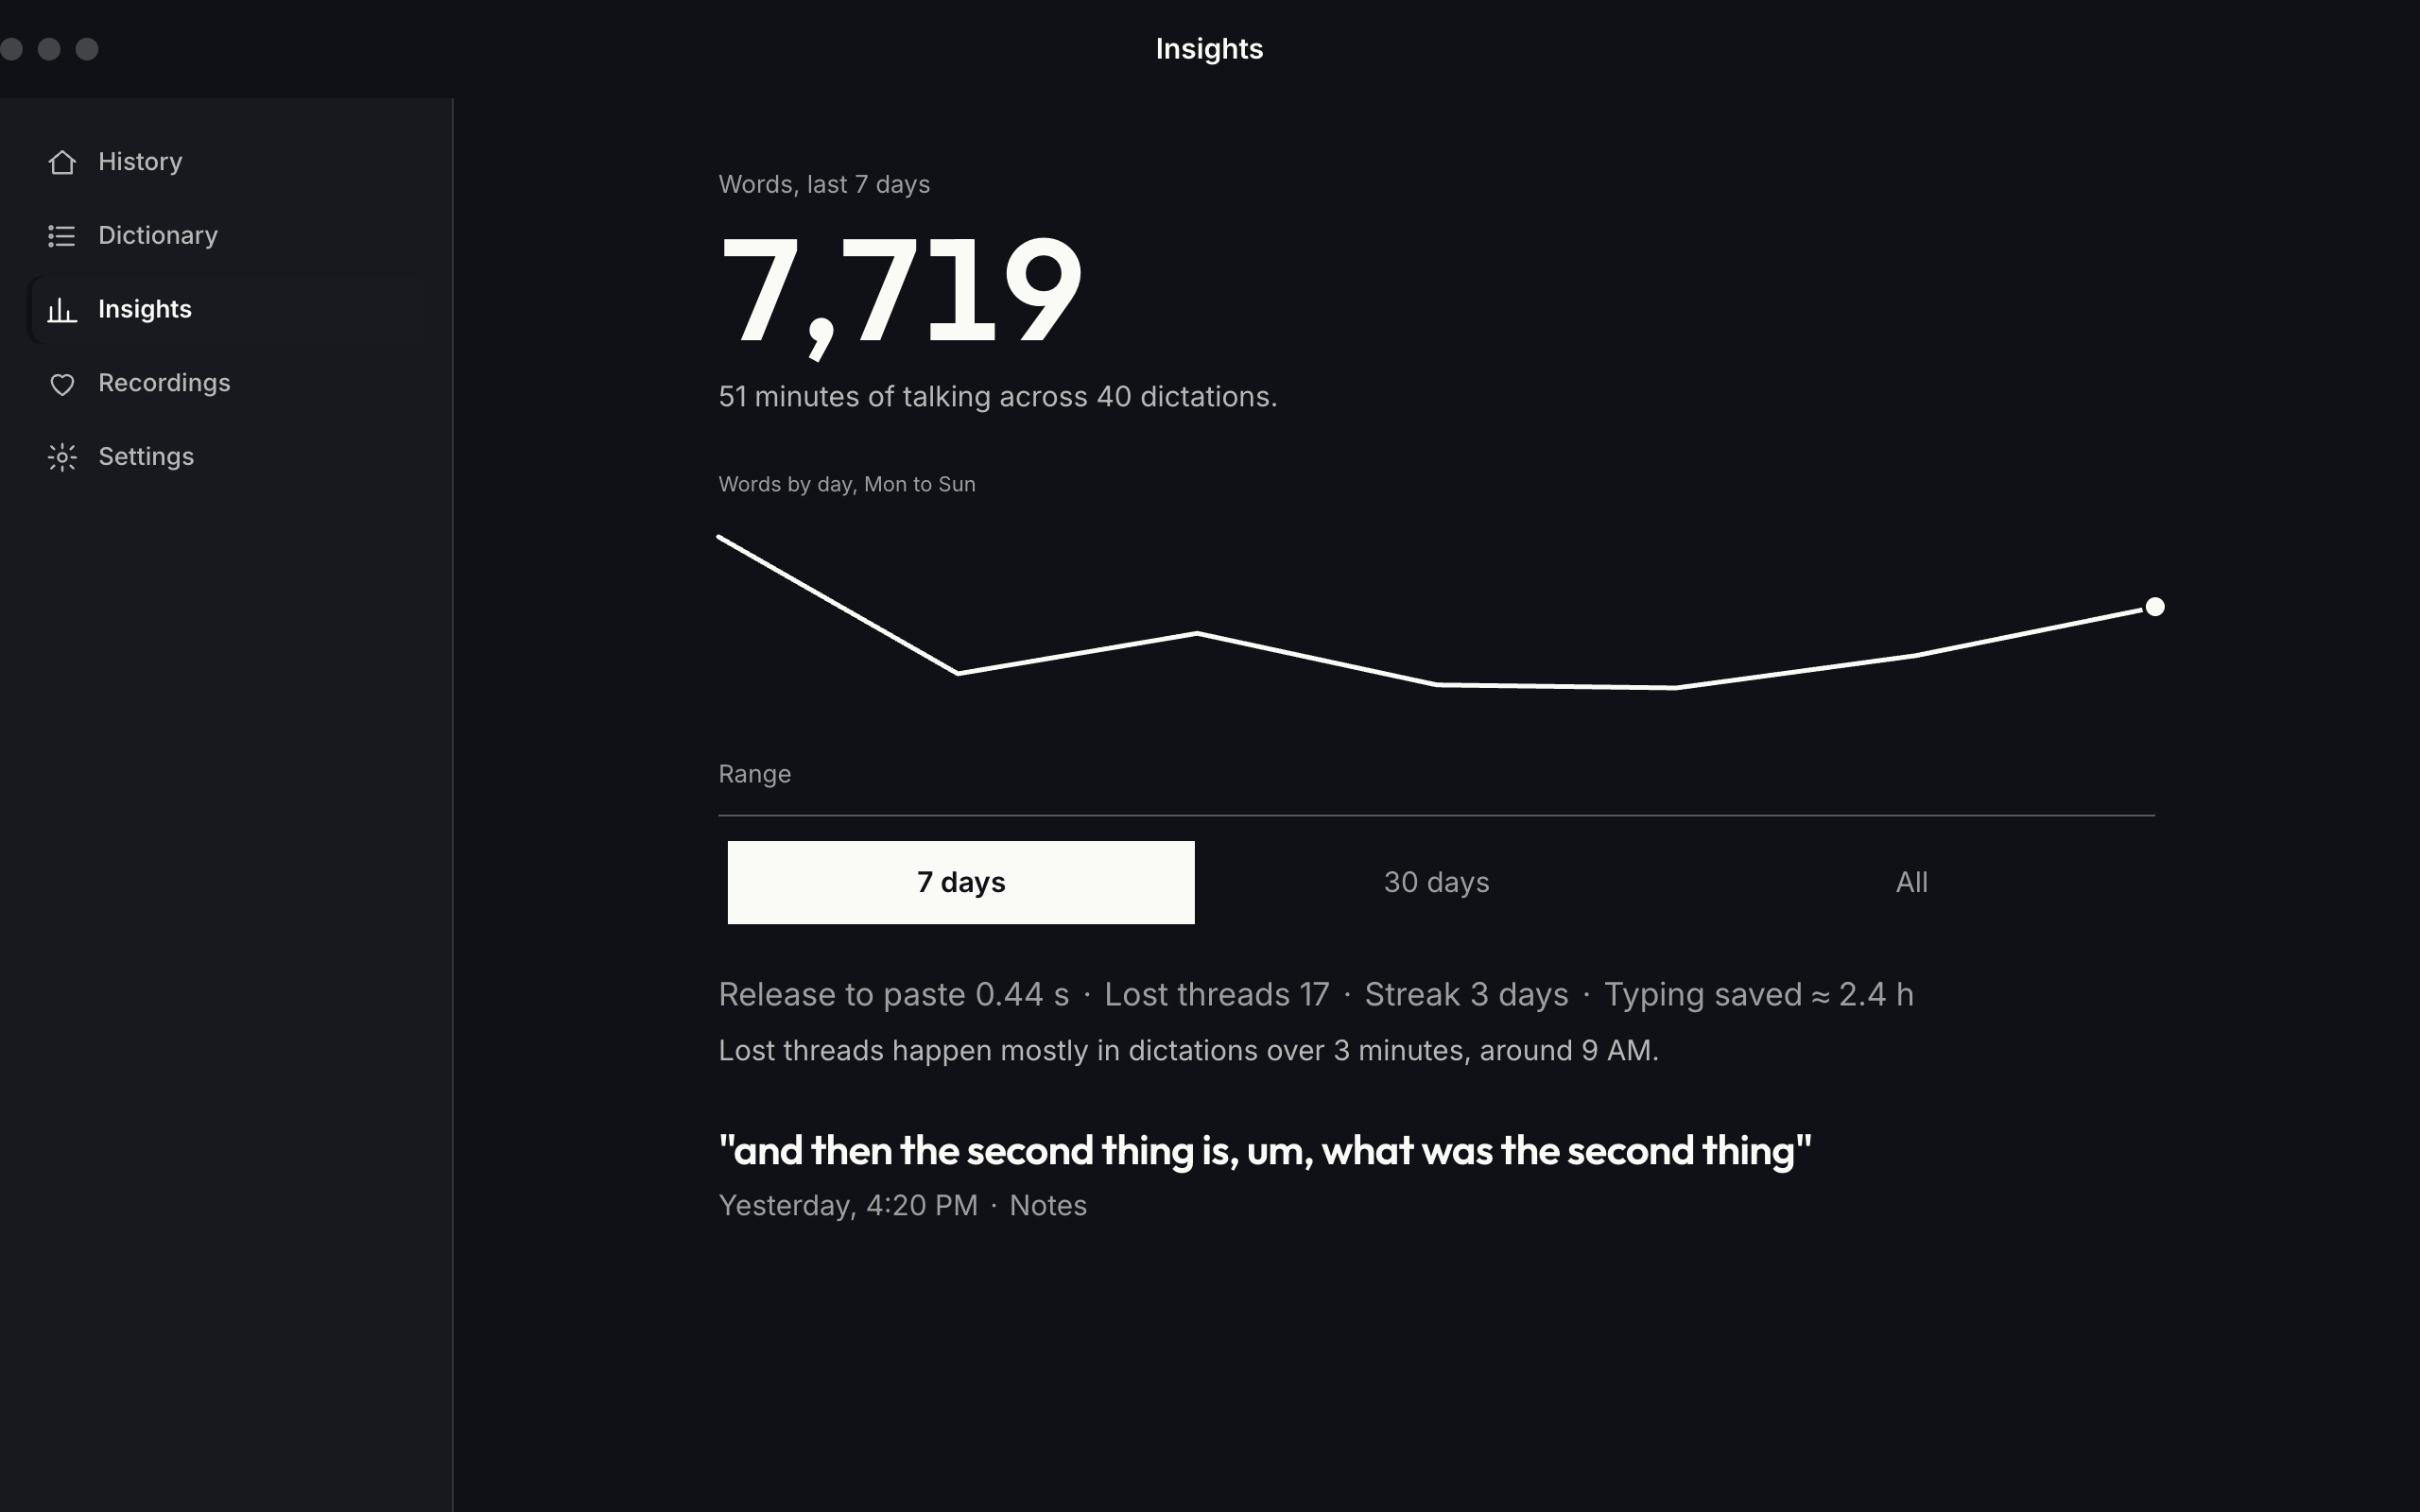 Insights
History
Dictionary
Insights
Recordings
Settings
Words, last 7 days
7,719
51 minutes of talking across 40 dictations.
Words by day, Mon to Sun
Range
7 days
30 days
All
Release to paste 0.44 s · Lost threads 17 · Streak 3 days · Typing saved ≈ 2.4 h
Lost threads happen mostly in dictations over 3 minutes, around 9 AM.
"and then the second thing is, um, what was the second thing"
Yesterday, 4:20 PM · Notes